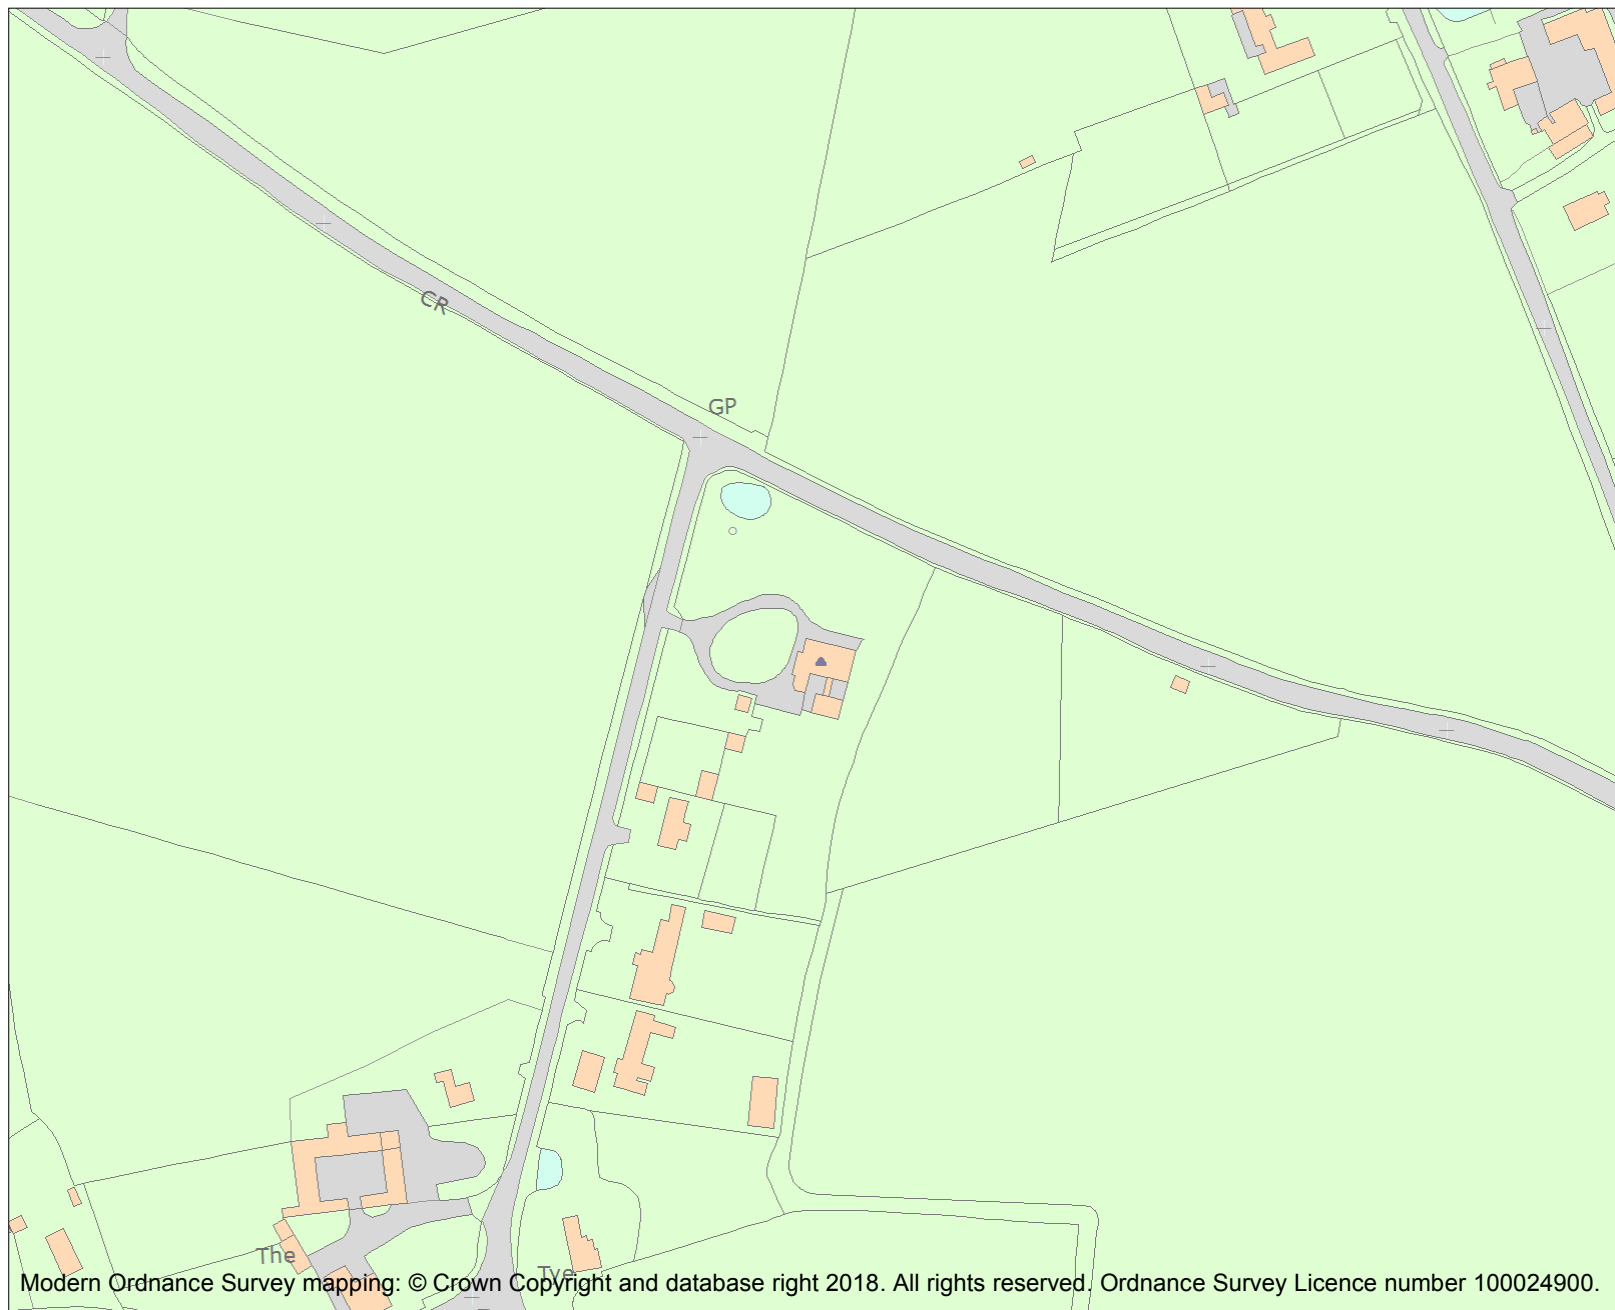 CR
GP
The
Tye
Modern Ordnance Survey mapping: © Crown Copyright and database right 2018. All rights reserved. Ordnance Survey Licence number 100024900.